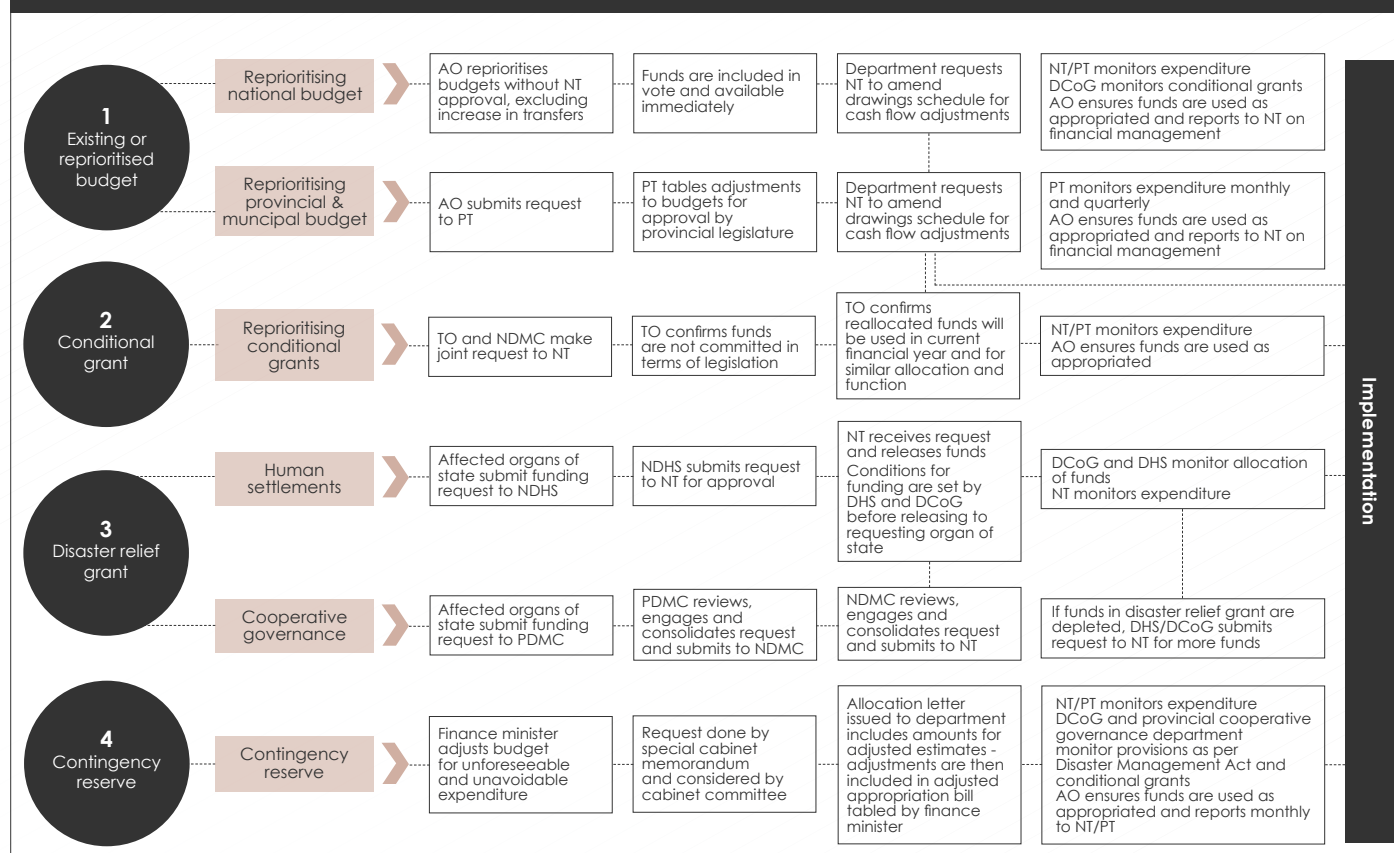 1
Existing or
reprioritised
budget
Reprioritising
national budget
AO reprioritises
budgets without NT
approval, excluding
increase in transfers
Funds are included in
vote and available
immediately
Department requests
NT to amend
drawings schedule for
cash flow adjustments
NT/PT monitors expenditure
DCoG monitors conditional grants
AO ensures funds are used as
appropriated and reports to NT on
financial management
Reprioritising
provincial &
muncipal budget
AO submits request
to PT
PT tables adjustments
to budgets for
approval by
provincial legislature
Department requests
NT to amend
drawings schedule for
cash flow adjustments
PT monitors expenditure monthly
and quarterly
AO ensures funds are used as
appropriated and reports to NT on
financial management
2
Conditional
grant
Reprioritising
conditional
grants
TO and NDMC make
joint request to NT
TO confirms funds
are not committed in
terms of legislation
TO confirms
reallocated funds will
be used in current
financial year and for
similar allocation and
function
NT/PT monitors expenditure
AO ensures funds are used as
appropriated
3
Disaster relief
grant
Human
settlements
Affected organs of
state submit funding
request to NDHS
NDHS submits request
to NT for approval
NT receives request
and releases funds
Conditions for
funding are set by
DHS and DCoG
before releasing to
requesting organ of
state
DCoG and DHS monitor allocation
of funds
NT monitors expenditure
Cooperative
governance
Affected organs of
state submit funding
request to PDMC
PDMC reviews,
engages and
consolidates request
and submits to NDMC
NDMC reviews,
engages and
consolidates request
and submits to NT
If funds in disaster relief grant are
depleted, DHS/DCoG submits
request to NT for more funds
4
Contingency
reserve
Contingency
reserve
Finance minister
adjusts budget
for unforeseeable
and unavoidable
expenditure
Request done by
special cabinet
memorandum
and considered by
cabinet committee
Allocation letter
issued to department
includes amounts for
adjusted estimates -
adjustments are then
included in adjusted
appropriation bill
tabled by finance
minister
NT/PT monitors expenditure
DCoG and provincial cooperative
governance department
monitor provisions as per
Disaster Management Act and
conditional grants
AO ensures funds are used as
appropriated and reports monthly
to NT/PT
Implementation